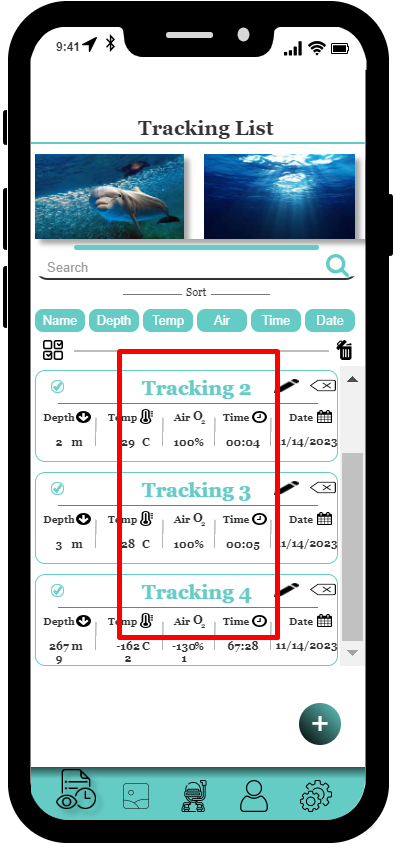 9:41
Tracking List
Search
Sort
Name Depth Temp Air Time Date
Tracking 2
Depth Temp Air O2 Time Date
2 m 29 C 100% 00:04 11/14/2023
Tracking 3
Depth Temp Air O2 Time Date
3 m 28 C 100% 00:05 11/14/2023
Tracking 4
Depth Temp Air O2 Time Date
267 m -162 C -130% 67:28 11/14/2023
9 2 1
+